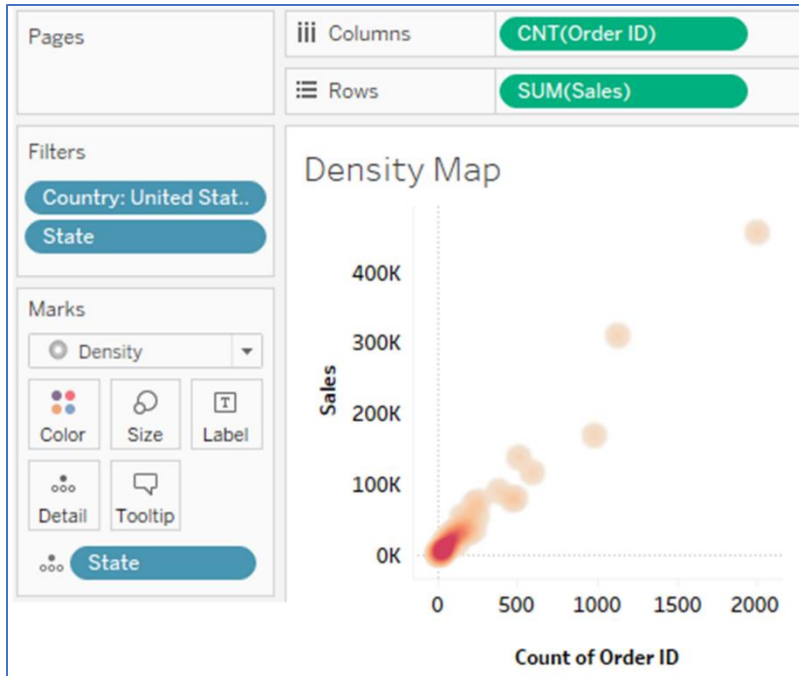 Pages
Columns
CNT(Order ID)
Rows
SUM(Sales)
Filters
Country: United Stat..
State
Marks
Density
Color
Size
T
Label
Detail
Tooltip
State
Density Map
Sales
400K
300K
200K
100K
0K
0
500
1000
1500
2000
Count of Order ID